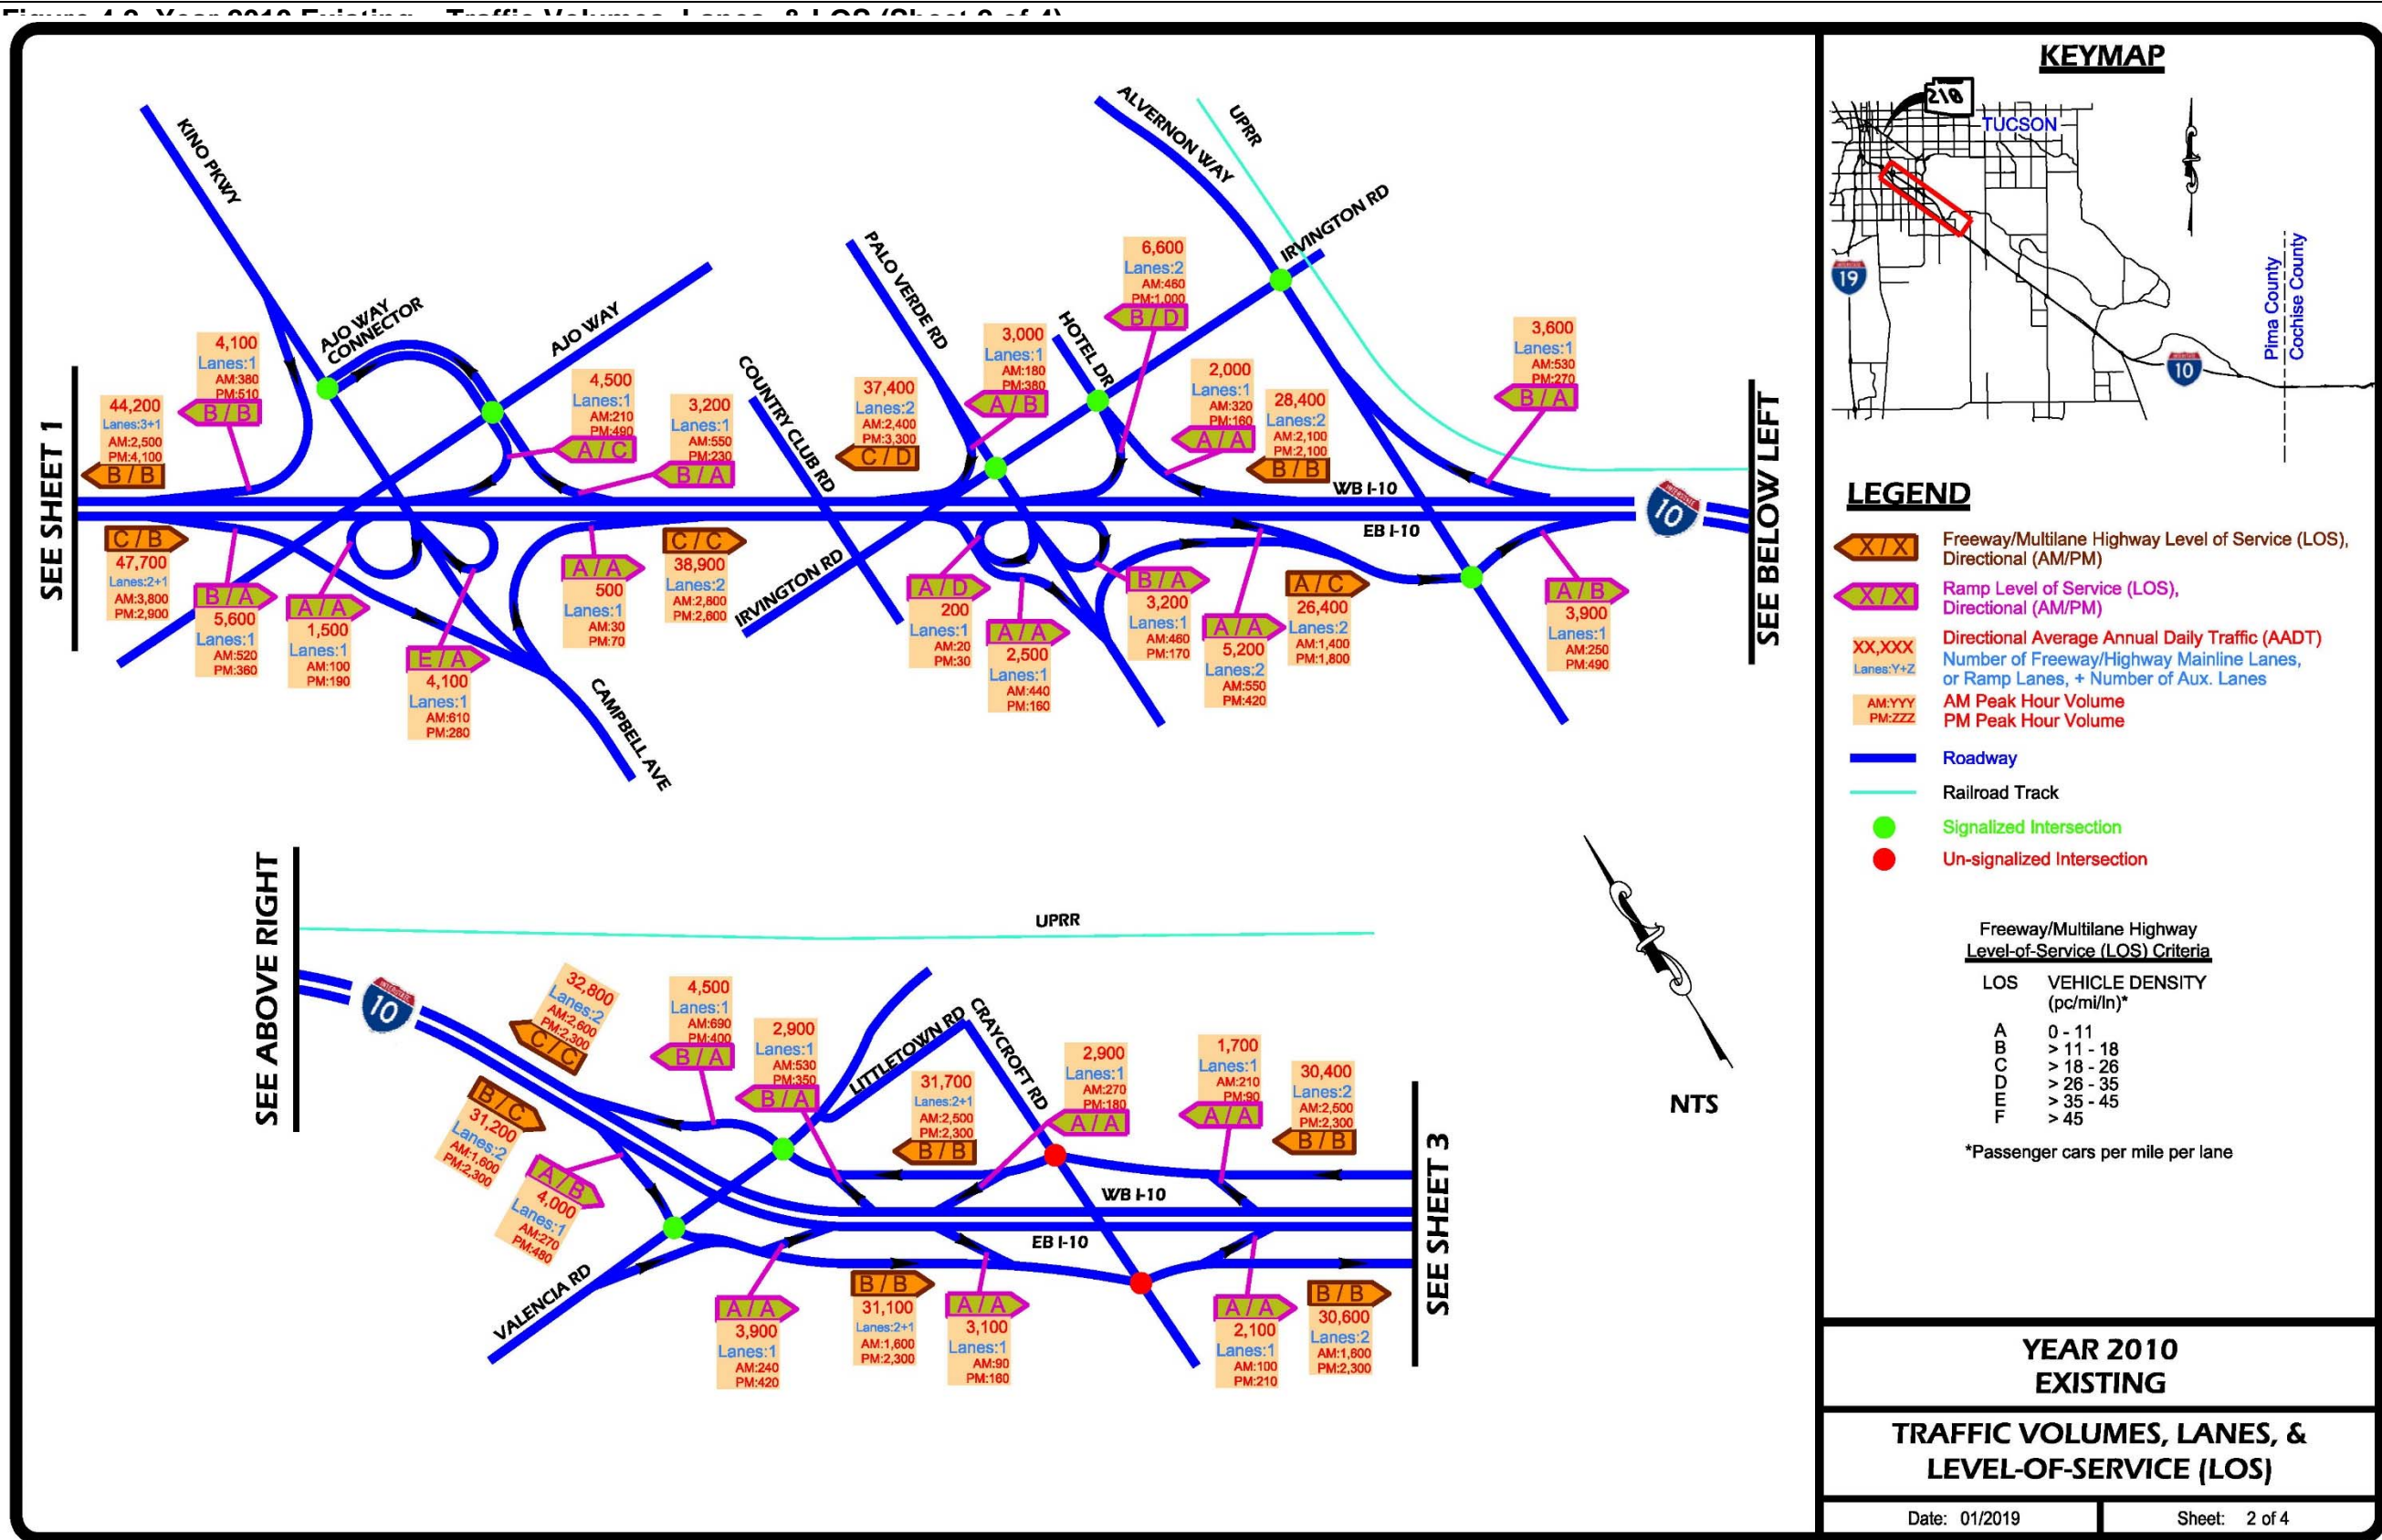 Figure 4-2. Year 2010 Existing – Traffic Volumes, Lanes, & LOS (Sheet 2 of 4)
KINO PKWY
AJO WAY
CONNECTOR
AJO WAY
SEE SHEET 1
44,200
Lanes:3+1
AM:2,500
PM:4,100
B / B
4,100
Lanes:1
AM:380
PM:510
B / B
4,500
Lanes:1
AM:210
PM:490
A / C
3,200
Lanes:1
AM:550
PM:230
B / A
COUNTRY CLUB RD
PALO VERDE RD
37,400
Lanes:2
AM:2,400
PM:3,300
C / D
3,000
Lanes:1
AM:180
PM:380
A / B
HOTEL DR
6,600
Lanes:2
AM:460
PM:1,000
B / D
2,000
Lanes:1
AM:320
PM:160
A / A
28,400
Lanes:2
AM:2,100
PM:2,100
B / B
ALVERNON WAY
UPRR
IRVINGTON RD
3,600
Lanes:1
AM:530
PM:270
B / A
WB I-10
EB I-10
10
SEE BELOW LEFT
C / B
47,700
Lanes:2+1
AM:3,800
PM:2,900
B / A
5,600
Lanes:1
AM:520
PM:360
A / A
1,500
Lanes:1
AM:100
PM:190
E / A
4,100
Lanes:1
AM:610
PM:280
A / A
500
Lanes:1
AM:30
PM:70
C / C
38,900
Lanes:2
AM:2,800
PM:2,600
CAMPBELL AVE
IRVINGTON RD
A / D
200
Lanes:1
AM:20
PM:30
A / A
2,500
Lanes:1
AM:440
PM:160
B / A
3,200
Lanes:1
AM:460
PM:170
A / A
5,200
Lanes:2
AM:550
PM:420
A / C
26,400
Lanes:2
AM:1,400
PM:1,800
A / B
3,900
Lanes:1
AM:250
PM:490
SEE ABOVE RIGHT
UPRR
10
32,800
Lanes:2
AM:2,600
PM:2,300
C / C
4,500
Lanes:1
AM:690
PM:400
B / A
2,900
Lanes:1
AM:530
PM:350
B / A
LITTLETOWN RD
CRAYCROFT RD
31,700
Lanes:2+1
AM:2,500
PM:2,300
B / B
2,900
Lanes:1
AM:270
PM:180
A / A
1,700
Lanes:1
AM:210
PM:90
A / A
30,400
Lanes:2
AM:2,500
PM:2,300
B / B
WB I-10
EB I-10
SEE SHEET 3
B / C
31,200
Lanes:2
AM:1,600
PM:2,300
A / B
4,000
Lanes:1
AM:270
PM:480
VALENCIA RD
A / A
3,900
Lanes:1
AM:240
PM:420
B / B
31,100
Lanes:2+1
AM:1,600
PM:2,300
A / A
3,100
Lanes:1
AM:90
PM:160
A / A
2,100
Lanes:1
AM:100
PM:210
B / B
30,600
Lanes:2
AM:1,600
PM:2,300
NTS
KEYMAP
210
TUCSON
19
10
Pima County
Cochise County
LEGEND
X / X
Freeway/Multilane Highway Level of Service (LOS),
Directional (AM/PM)
X / X
Ramp Level of Service (LOS),
Directional (AM/PM)
XX,XXX
Directional Average Annual Daily Traffic (AADT)
Lanes:Y+Z
Number of Freeway/Highway Mainline Lanes,
or Ramp Lanes, + Number of Aux. Lanes
AM:YYY AM Peak Hour Volume
PM:ZZZ PM Peak Hour Volume
Roadway
Railroad Track
Signalized Intersection
Un-signalized Intersection
Freeway/Multilane Highway
Level-of-Service (LOS) Criteria
LOS VEHICLE DENSITY
(pc/mi/ln)*
A 0 - 11
B > 11 - 18
C > 18 - 26
D > 26 - 35
E > 35 - 45
F > 45
*Passenger cars per mile per lane
YEAR 2010
EXISTING
TRAFFIC VOLUMES, LANES, &
LEVEL-OF-SERVICE (LOS)
Date: 01/2019
Sheet: 2 of 4